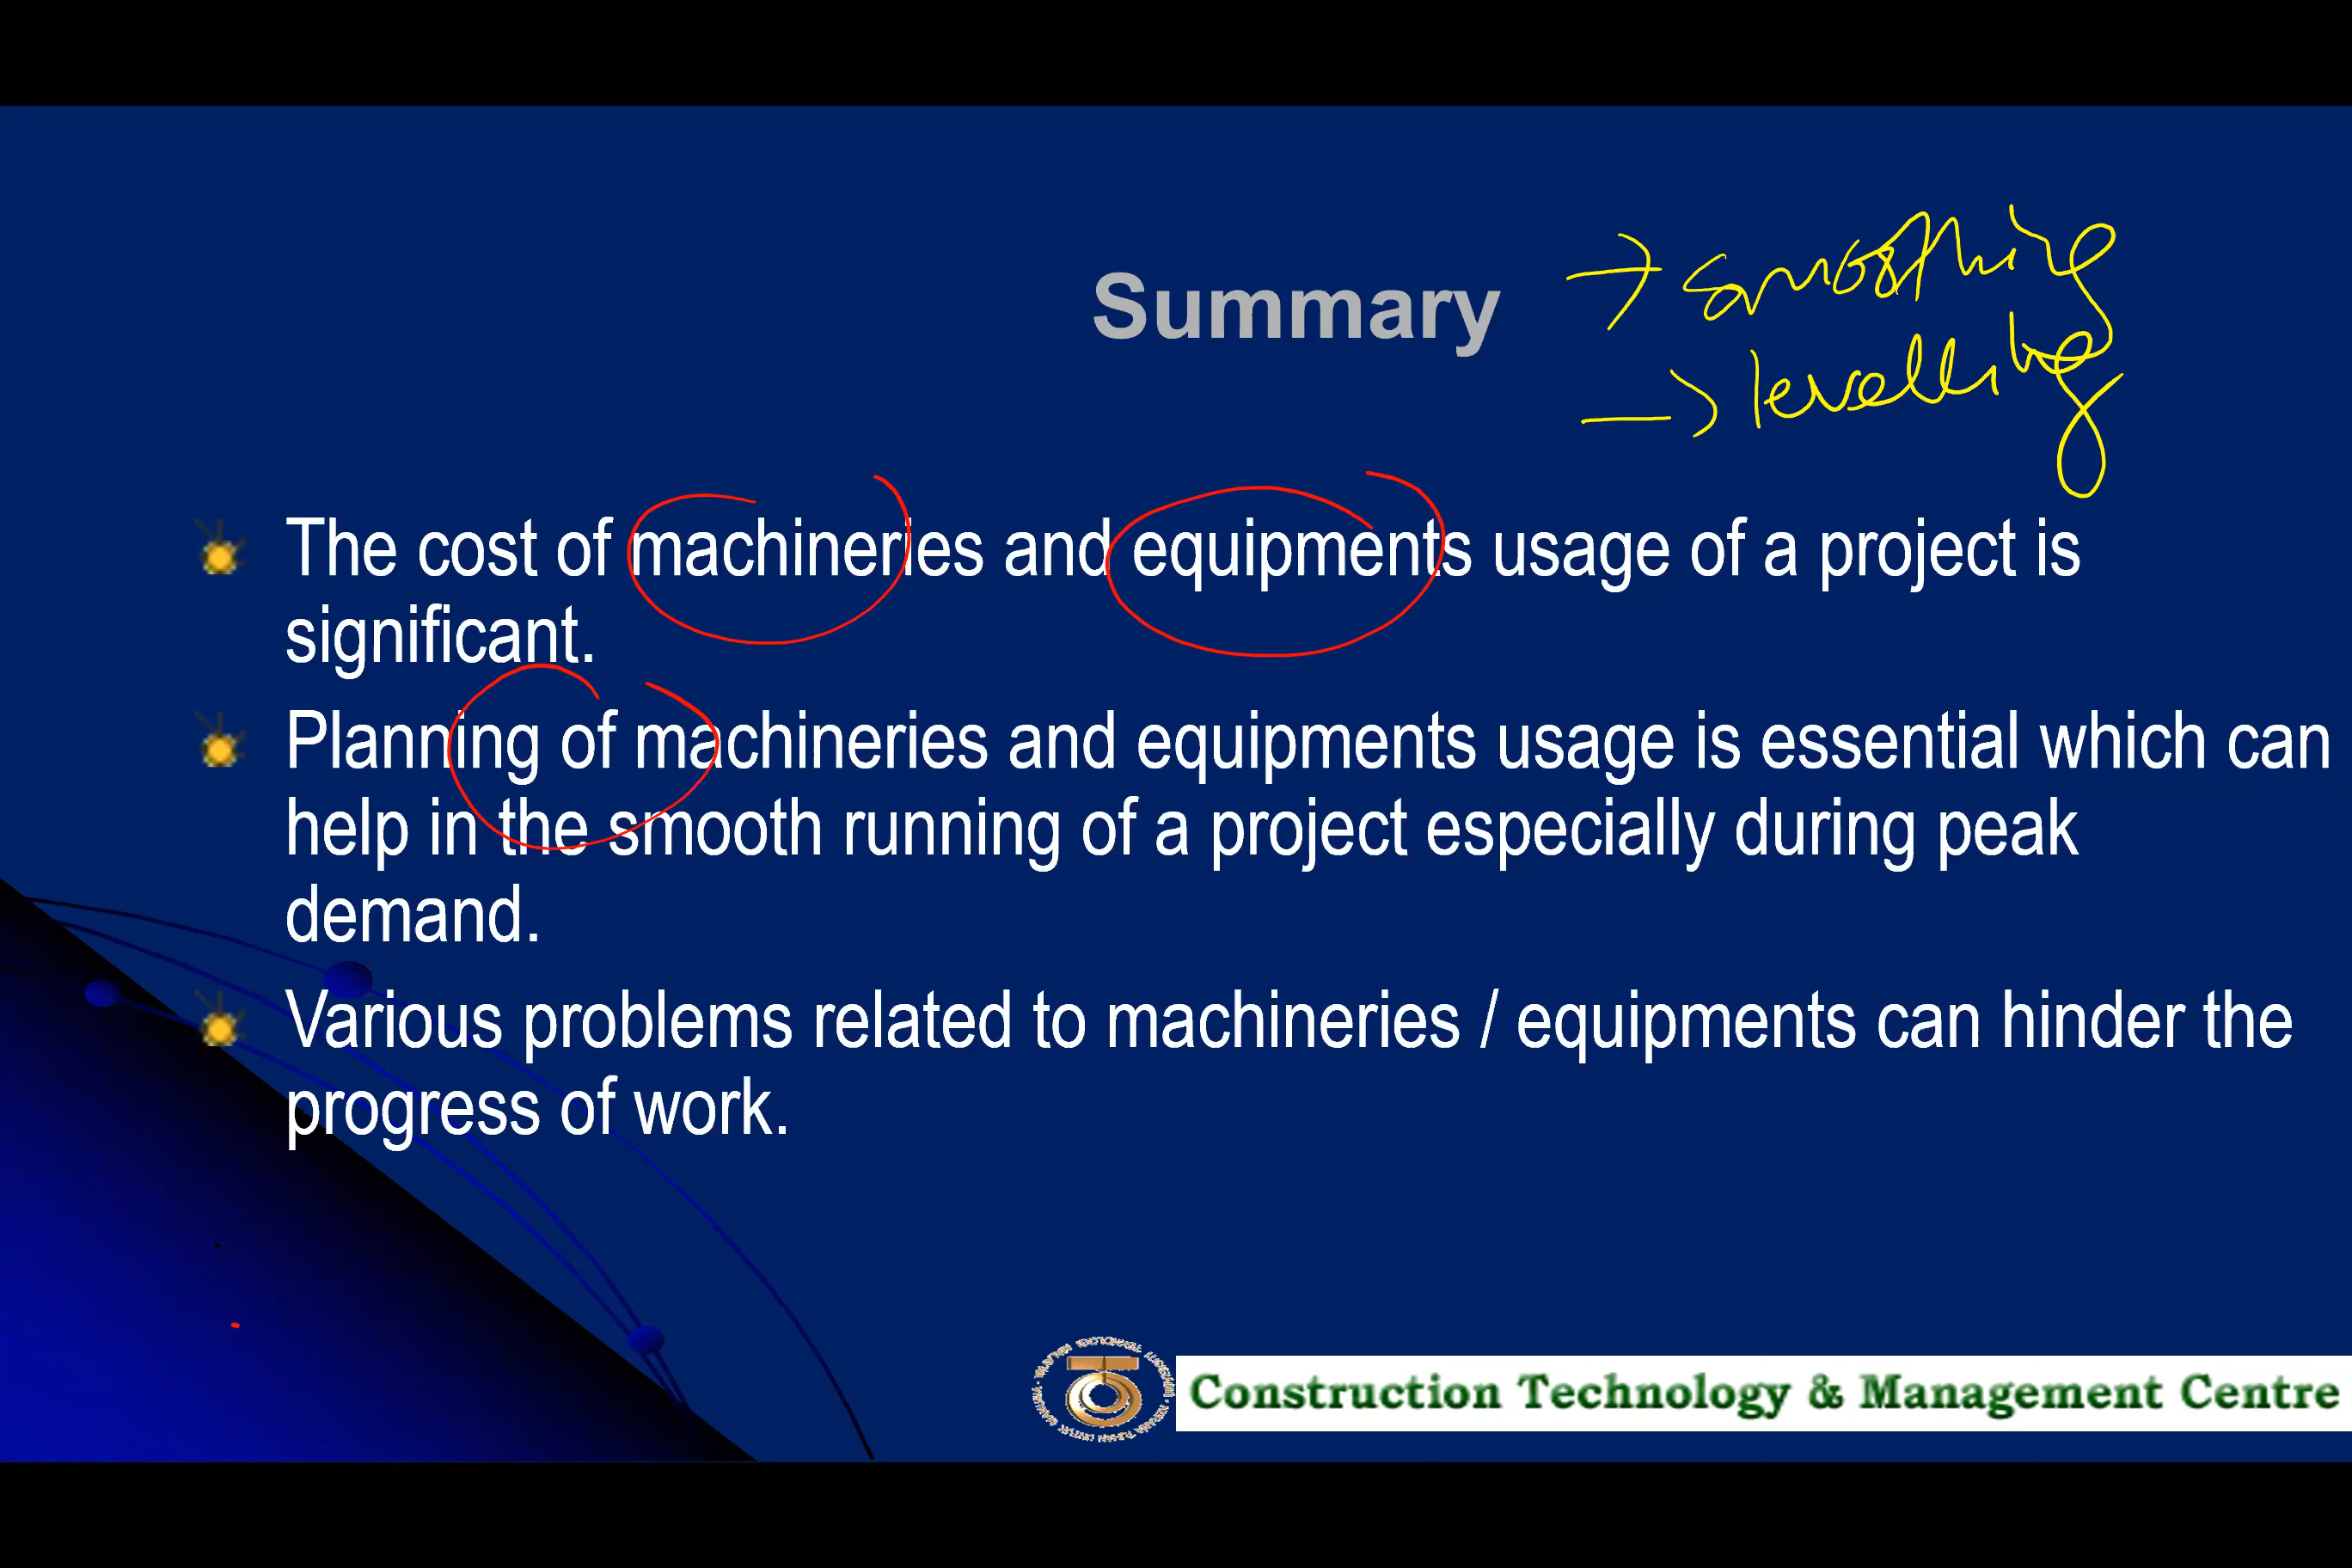 Summary
→ smoothing
→ levelling
The cost of machineries and equipments usage of a project is
significant.
Planning of machineries and equipments usage is essential which can
help in the smooth running of a project especially during peak
demand.
Various problems related to machineries / equipments can hinder the
progress of work.
Construction Technology & Management Centre